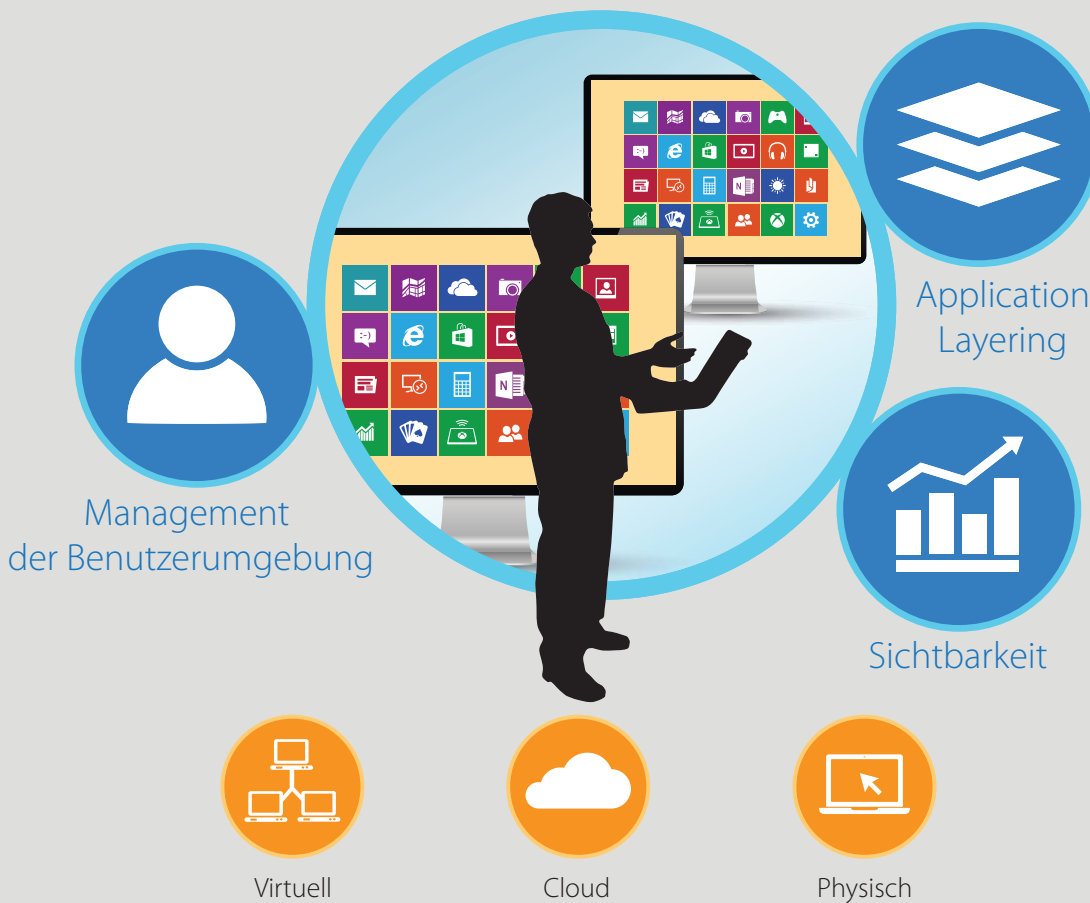 Application
Layering
Management
der Benutzerumgebung
Sichtbarkeit
Virtuell
Cloud
Physisch